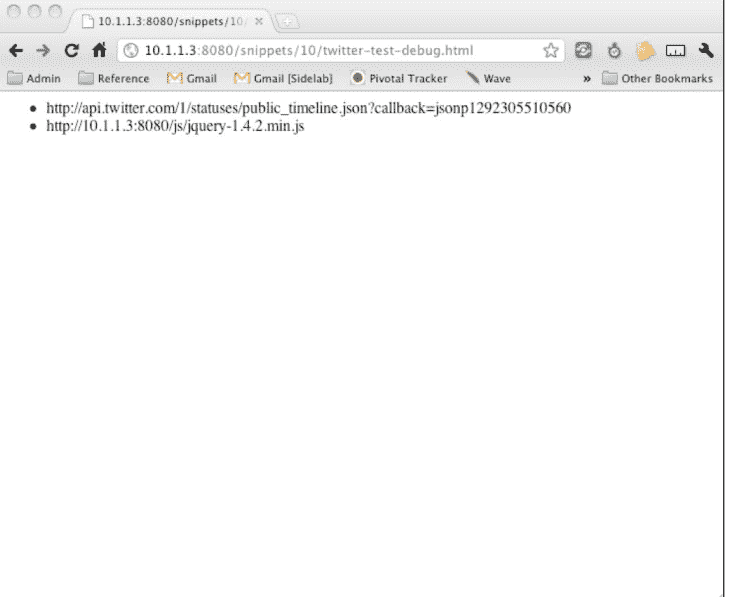 10.1.1.3:8080/snippets/10/
10.1.1.3:8080/snippets/10/twitter-test-debug.html
Admin Reference Gmail Gmail [Sidelab] Pivotal Tracker Wave » Other Bookmarks
• http://api.twitter.com/1/statuses/public_timeline.json?callback=jsonp1292305510560
• http://10.1.1.3:8080/js/jquery-1.4.2.min.js